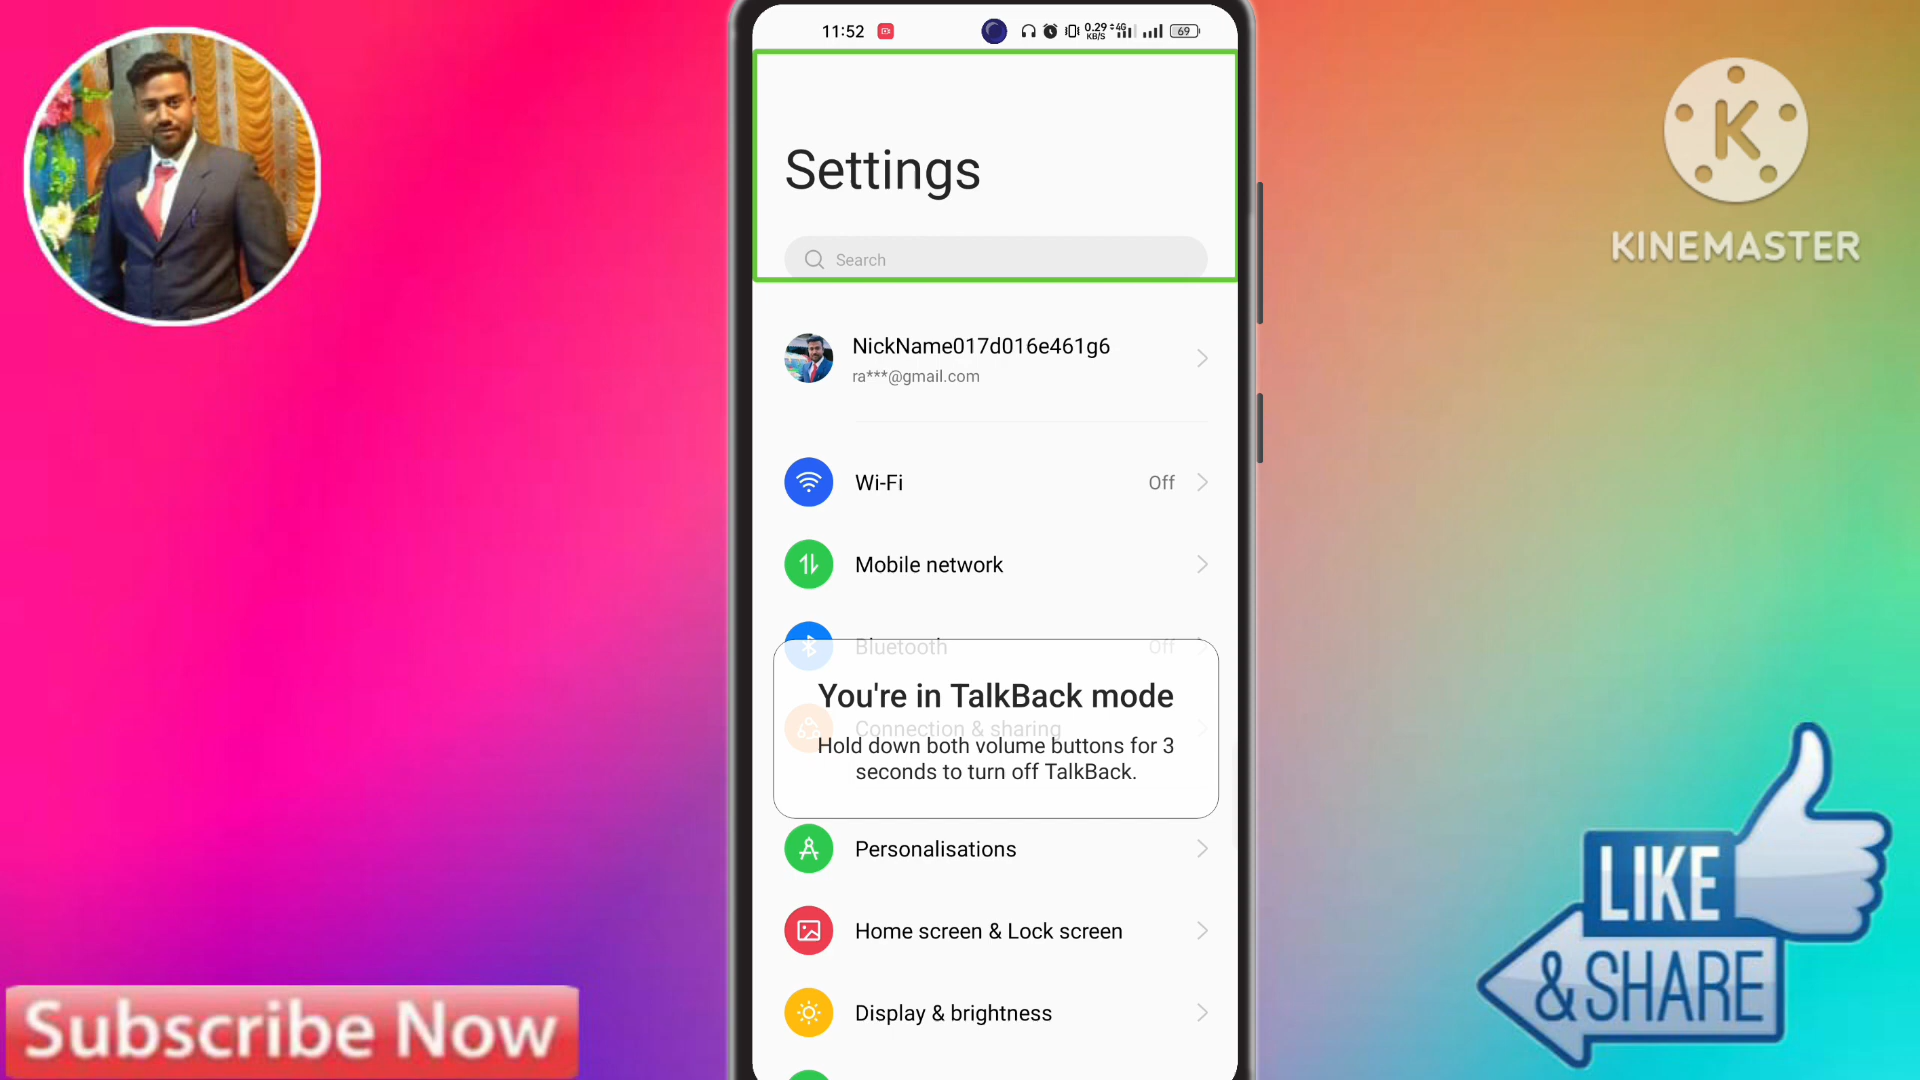 11:52
0.29 KB/S
4G
69
Settings
Search
NickName017d016e461g6
ra***@gmail.com
Wi-Fi
Off
Mobile network
Bluetooth
Off
You're in TalkBack mode
Connection & sharing
Hold down both volume buttons for 3
seconds to turn off TalkBack.
Personalisations
Home screen & Lock screen
Display & brightness
K
KINEMASTER
LIKE
& SHARE
Subscribe Now